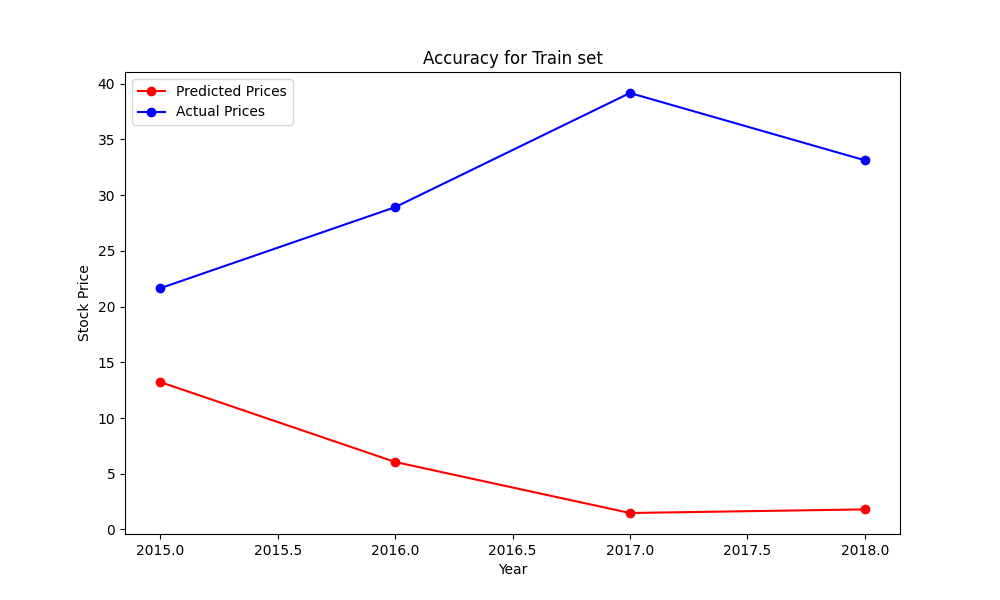 Accuracy for Train set
Predicted Prices
Actual Prices
40
35
30
25
20
15
10
5
0
Stock Price
2015.0 2015.5 2016.0 2016.5 2017.0 2017.5 2018.0
Year